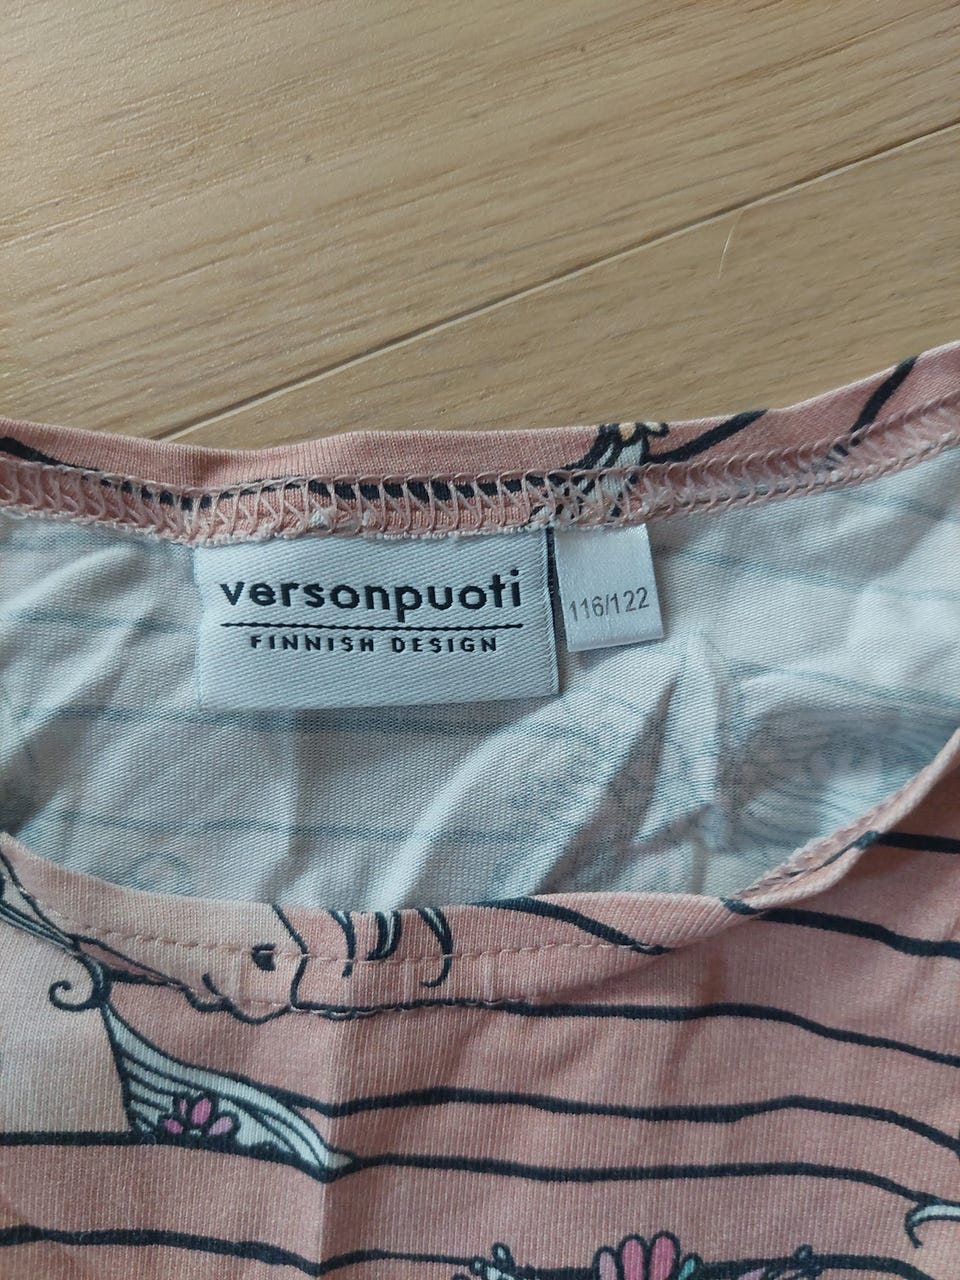 versonpuoti
FINNISH DESIGN
116/122